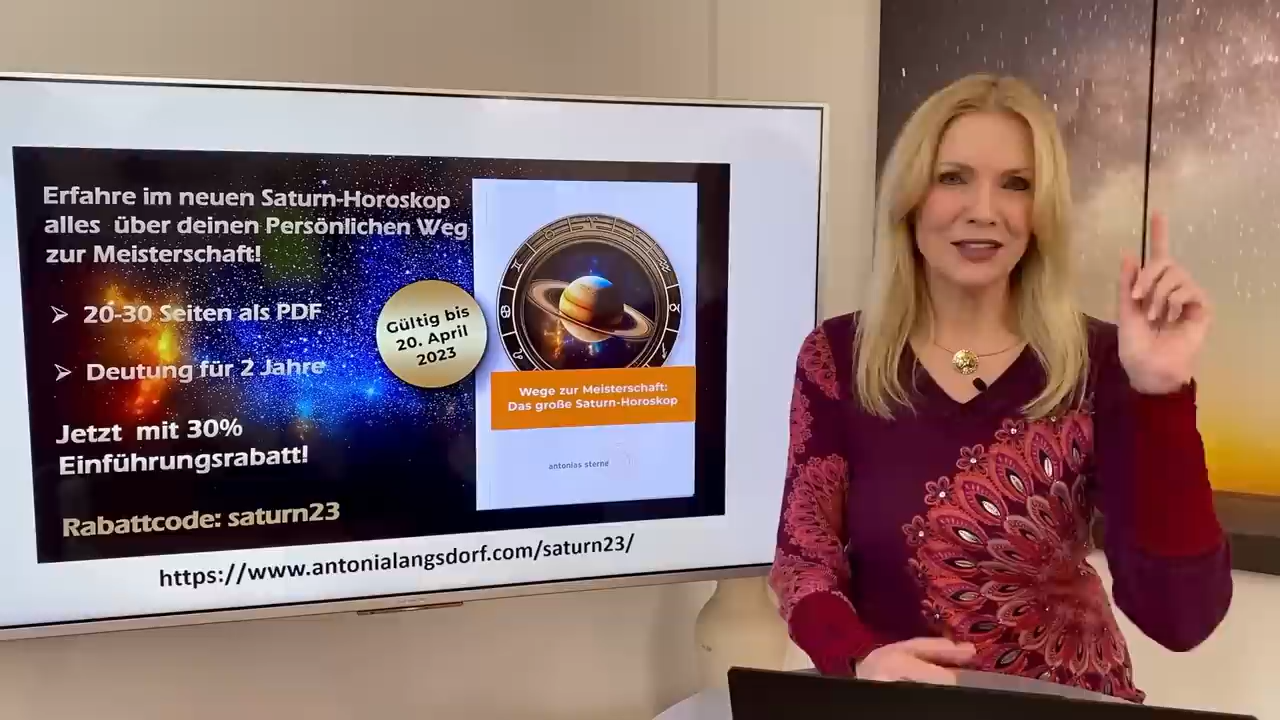 Erfahre im neuen Saturn-Horoskop
alles über deinen Persönlichen Weg
zur Meisterschaft!
➢ 20-30 Seiten als PDF
➢ Deutung für 2 Jahre
Jetzt mit 30%
Einführungsrabatt!
Rabattcode: saturn23
Gültig bis
20. April
2023
Wege zur Meisterschaft:
Das große Saturn-Horoskop
antonias sterne
https://www.antonialangsdorf.com/saturn23/